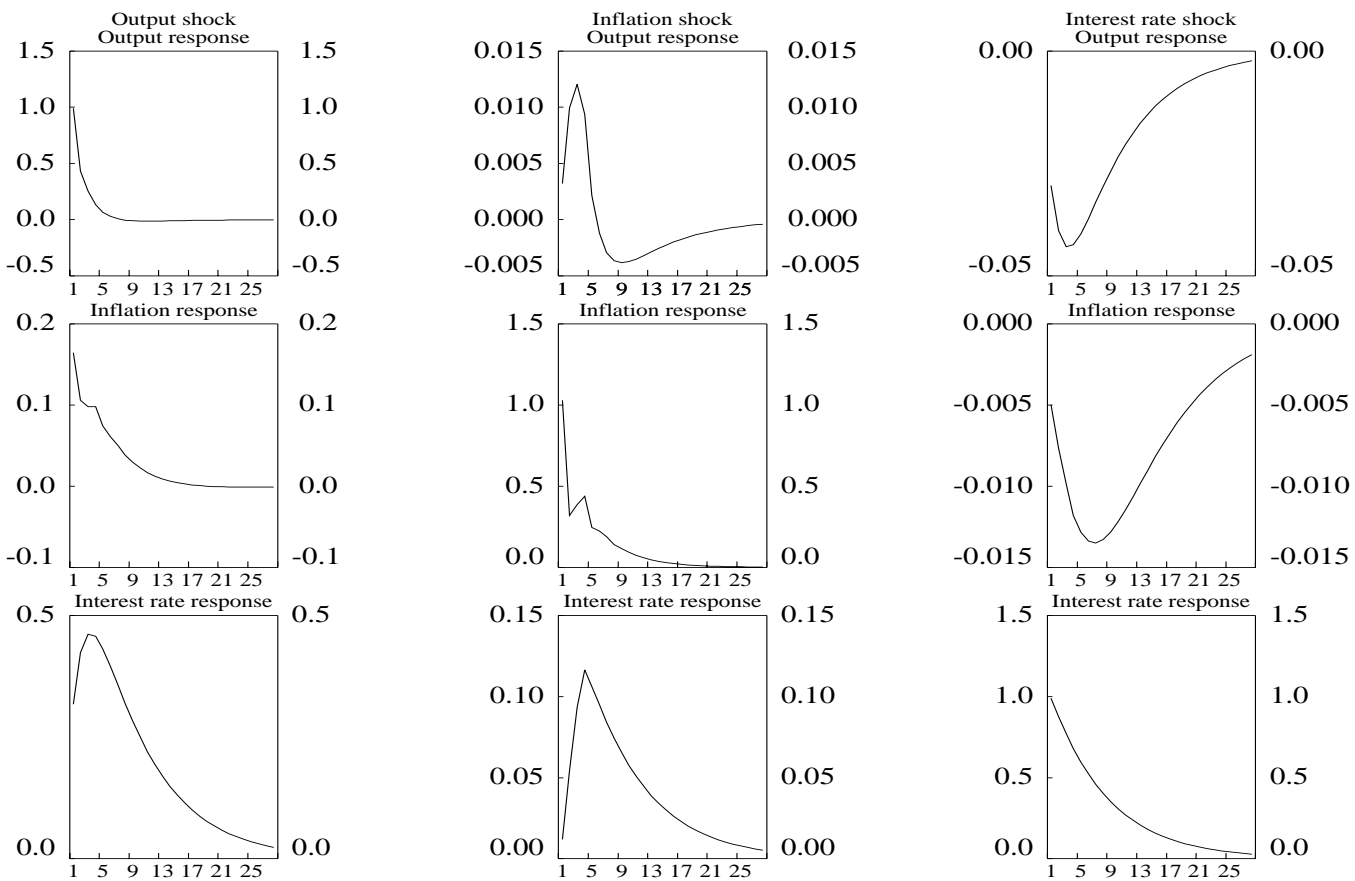 Output shock
Output response
1.5 1.5
1.0 1.0
0.5 0.5
0.0 0.0
-0.5 -0.5
1 5 9 13 17 21 25
Inflation response
0.2 0.2
0.1 0.1
0.0 0.0
-0.1 -0.1
1 5 9 13 17 21 25
Interest rate response
0.5 0.5
0.0 0.0
1 5 9 13 17 21 25
Inflation shock
Output response
0.015 0.015
0.010 0.010
0.005 0.005
0.000 0.000
-0.005 -0.005
1 5 9 13 17 21 25
Inflation response
1.5 1.5
1.0 1.0
0.5 0.5
0.0 0.0
1 5 9 13 17 21 25
Interest rate response
0.15 0.15
0.10 0.10
0.05 0.05
0.00 0.00
1 5 9 13 17 21 25
Interest rate shock
Output response
0.00 0.00
-0.05 -0.05
1 5 9 13 17 21 25
Inflation response
0.000 0.000
-0.005 -0.005
-0.010 -0.010
-0.015 -0.015
1 5 9 13 17 21 25
Interest rate response
1.5 1.5
1.0 1.0
0.5 0.5
0.0 0.0
1 5 9 13 17 21 25